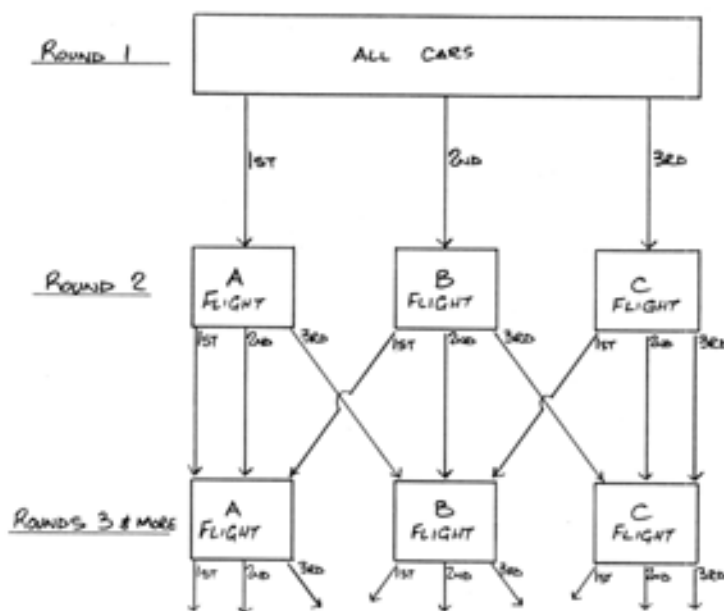 ROUND 1
ALL CARS
1ST
2ND
3RD
ROUND 2
A FLIGHT
B FLIGHT
C FLIGHT
1ST 2ND 3RD
1ST 2ND 3RD
1ST 2ND 3RD
ROUNDS 3 & MORE
A FLIGHT
B FLIGHT
C FLIGHT
1ST 2ND 3RD
1ST 2ND 3RD
1ST 2ND 3RD